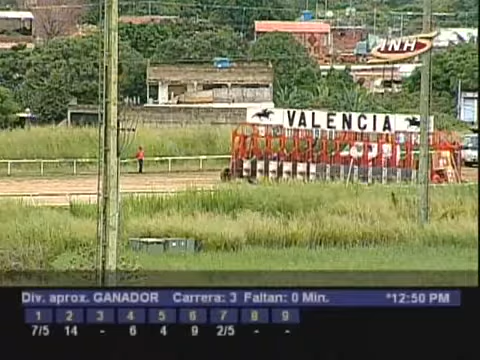 ANH
VALENCIA
Div. aprox. GANADOR Carrera: 3 Faltan: 0 Min. *12:50 PM
1 2 3 4 5 6 7 8 9
7/5 14 - 6 4 9 2/5 - -